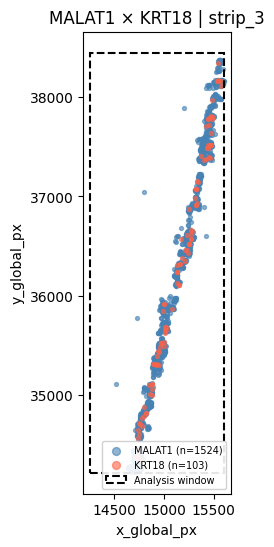 MALAT1 × KRT18 | strip_3
y_global_px
38000
37000
36000
35000
MALAT1 (n=1524)
KRT18 (n=103)
Analysis window
14500 15000 15500
x_global_px